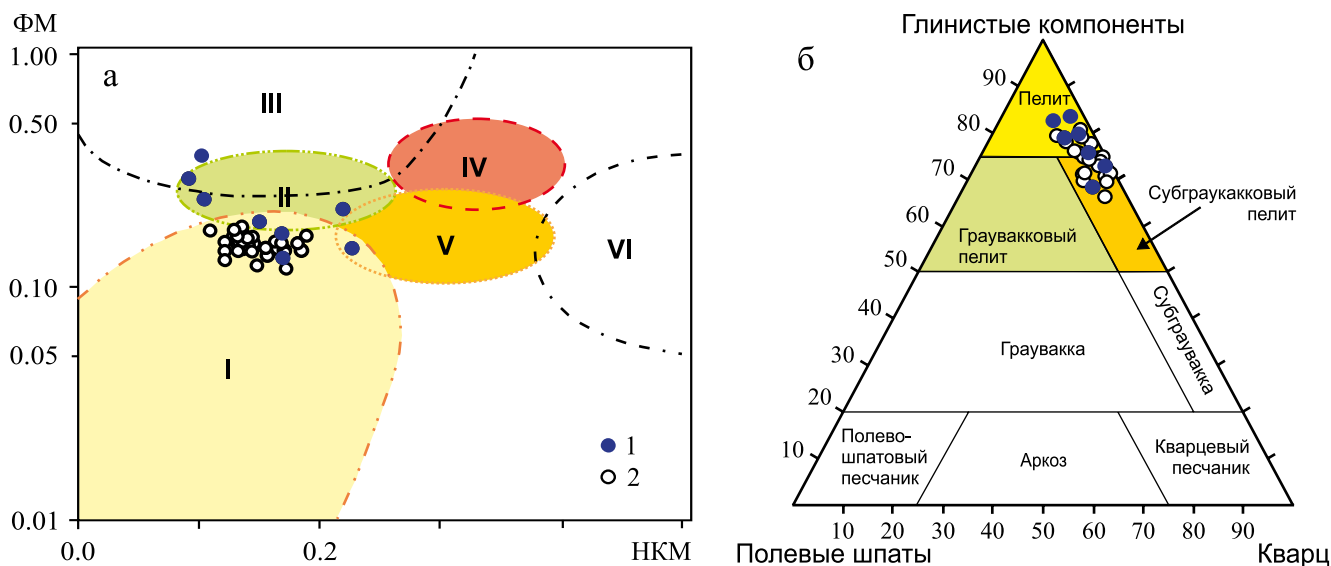 ФМ
1.00
0.50
0.10
0.05
0.01
0.0
0.2
НКМ
а
III
II
IV
V
VI
I
1
2
б
Глинистые компоненты
90
80
70
60
50
40
30
20
10
Пелит
Субграукакковый
пелит
Граувакковый
пелит
Граувакка
Субграувакка
Полево-
шпатовый
песчаник
Аркоз
Кварцевый
песчаник
10 20 30 40 50 60 70 80 90
Полевые шпаты
Кварц